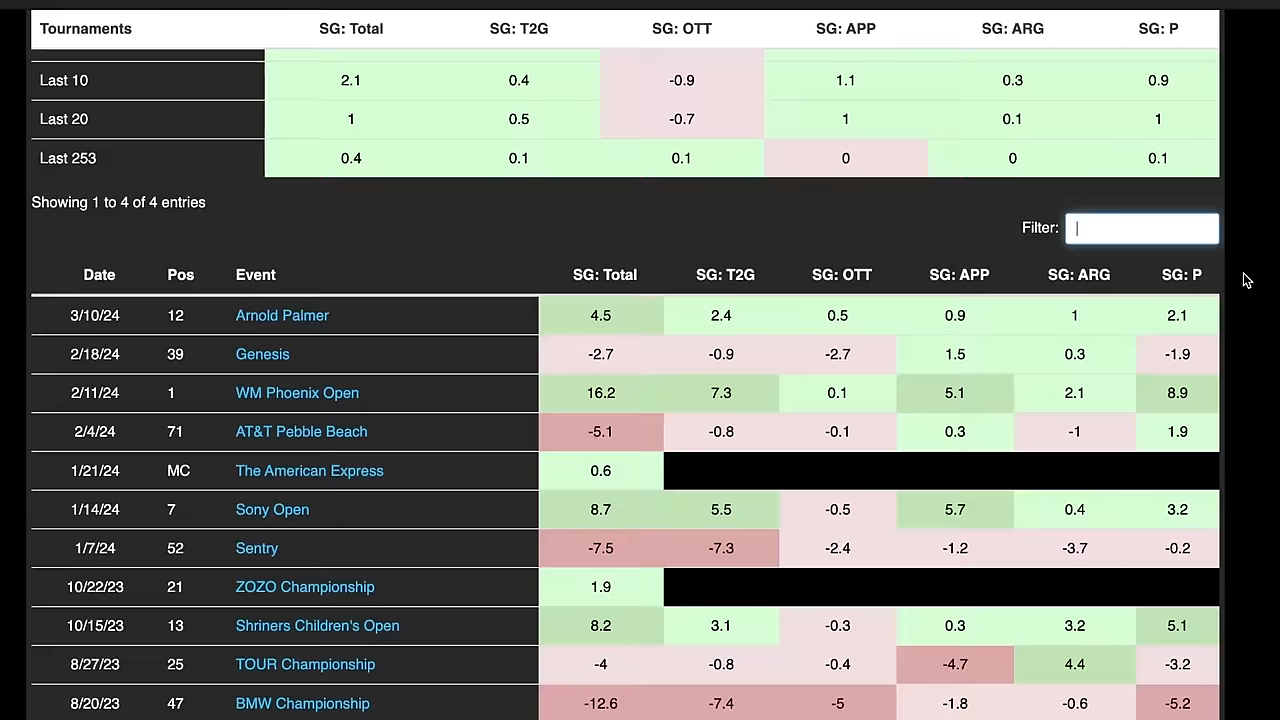 Tournaments SG: Total SG: T2G SG: OTT SG: APP SG: ARG SG: P
Last 10 2.1 0.4 -0.9 1.1 0.3 0.9
Last 20 1 0.5 -0.7 1 0.1 1
Last 253 0.4 0.1 0.1 0 0 0.1
Showing 1 to 4 of 4 entries
Filter:
Date Pos Event SG: Total SG: T2G SG: OTT SG: APP SG: ARG SG: P
3/10/24 12 Arnold Palmer 4.5 2.4 0.5 0.9 1 2.1
2/18/24 39 Genesis -2.7 -0.9 -2.7 1.5 0.3 -1.9
2/11/24 1 WM Phoenix Open 16.2 7.3 0.1 5.1 2.1 8.9
2/4/24 71 AT&T Pebble Beach -5.1 -0.8 -0.1 0.3 -1 1.9
1/21/24 MC The American Express 0.6
1/14/24 7 Sony Open 8.7 5.5 -0.5 5.7 0.4 3.2
1/7/24 52 Sentry -7.5 -7.3 -2.4 -1.2 -3.7 -0.2
10/22/23 21 ZOZO Championship 1.9
10/15/23 13 Shriners Children's Open 8.2 3.1 -0.3 0.3 3.2 5.1
8/27/23 25 TOUR Championship -4 -0.8 -0.4 -4.7 4.4 -3.2
8/20/23 47 BMW Championship -12.6 -7.4 -5 -1.8 -0.6 -5.2